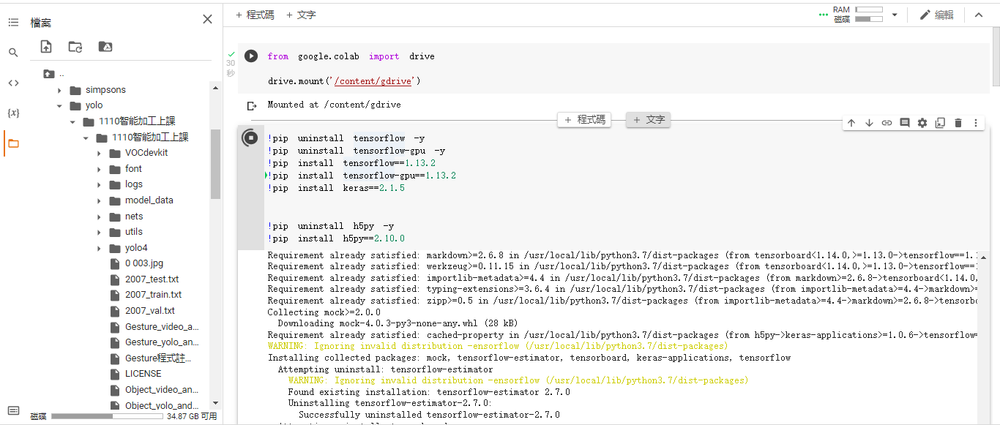 檔案
..
simpsons
yolo
1110智能加工上課
1110智能加工上課
VOCdevkit
font
logs
model_data
nets
utils
yolo4
0 003.jpg
2007_test.txt
2007_train.txt
2007_val.txt
Gesture_video_a...
Gesture_yolo_an...
Gesture程式註...
LICENSE
Object_video_an...
Object_yolo_and...
磁碟 34.87 GB 可用
+ 程式碼 + 文字
RAM
磁碟
編輯
30
秒
from google.colab import drive
drive.mount('/content/gdrive')
Mounted at /content/gdrive
+ 程式碼 + 文字
!pip uninstall tensorflow -y
!pip uninstall tensorflow-gpu -y
!pip install tensorflow==1.13.2
!pip install tensorflow-gpu==1.13.2
!pip install keras==2.1.5
!pip uninstall h5py -y
!pip install h5py==2.10.0
Requirement already satisfied: markdown>=2.6.8 in /usr/local/lib/python3.7/dist-packages (from tensorboard<1.14.0,>=1.13.0->tensorflow==1.1
Requirement already satisfied: werkzeug>=0.11.15 in /usr/local/lib/python3.7/dist-packages (from tensorboard<1.14.0,>=1.13.0->tensorflow==1
Requirement already satisfied: importlib-metadata>=4.4 in /usr/local/lib/python3.7/dist-packages (from markdown>=2.6.8->tensorboard<1.14.0,
Requirement already satisfied: typing-extensions>=3.6.4 in /usr/local/lib/python3.7/dist-packages (from importlib-metadata>=4.4->markdown>=
Requirement already satisfied: zipp>=0.5 in /usr/local/lib/python3.7/dist-packages (from importlib-metadata>=4.4->markdown>=2.6.8->tensorbo
Collecting mock>=2.0.0
Downloading mock-4.0.3-py3-none-any.whl (28 kB)
Requirement already satisfied: cached-property in /usr/local/lib/python3.7/dist-packages (from h5py->keras-applications>=1.0.6->tensorflow=
WARNING: Ignoring invalid distribution -ensorflow (/usr/local/lib/python3.7/dist-packages)
Installing collected packages: mock, tensorflow-estimator, tensorboard, keras-applications, tensorflow
Attempting uninstall: tensorflow-estimator
WARNING: Ignoring invalid distribution -ensorflow (/usr/local/lib/python3.7/dist-packages)
Found existing installation: tensorflow-estimator 2.7.0
Uninstalling tensorflow-estimator-2.7.0:
Successfully uninstalled tensorflow-estimator-2.7.0